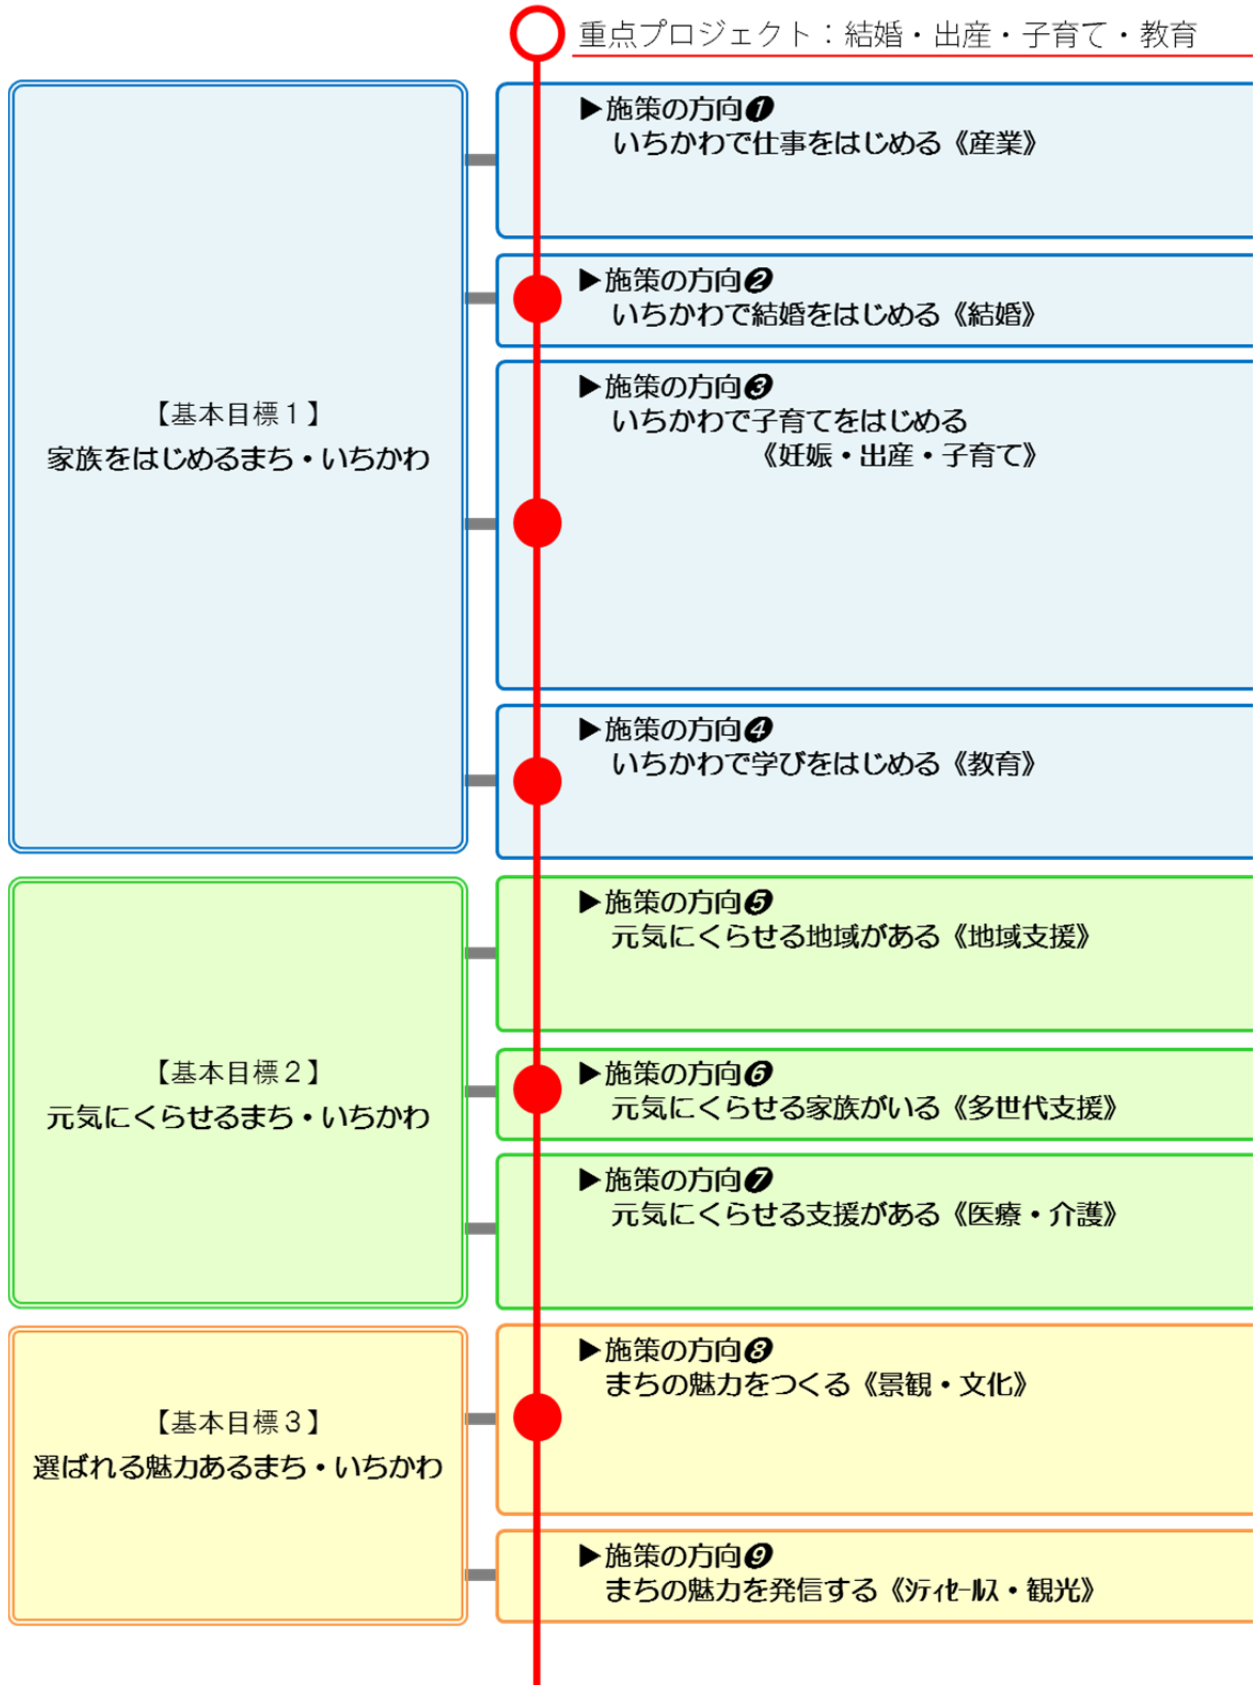 重点プロジェクト：結婚・出産・子育て・教育
【基本目標１】
家族をはじめるまち・いちかわ
▶施策の方向❶
いちかわで仕事をはじめる《産業》
▶施策の方向❷
いちかわで結婚をはじめる《結婚》
▶施策の方向❸
いちかわで子育てをはじめる
《妊娠・出産・子育て》
▶施策の方向❹
いちかわで学びをはじめる《教育》
【基本目標２】
元気にくらせるまち・いちかわ
▶施策の方向❺
元気にくらせる地域がある《地域支援》
▶施策の方向❻
元気にくらせる家族がいる《多世代支援》
▶施策の方向❼
元気にくらせる支援がある《医療・介護》
【基本目標３】
選ばれる魅力あるまち・いちかわ
▶施策の方向❽
まちの魅力をつくる《景観・文化》
▶施策の方向❾
まちの魅力を発信する《ｼﾃｨｾｰﾙｽ・観光》